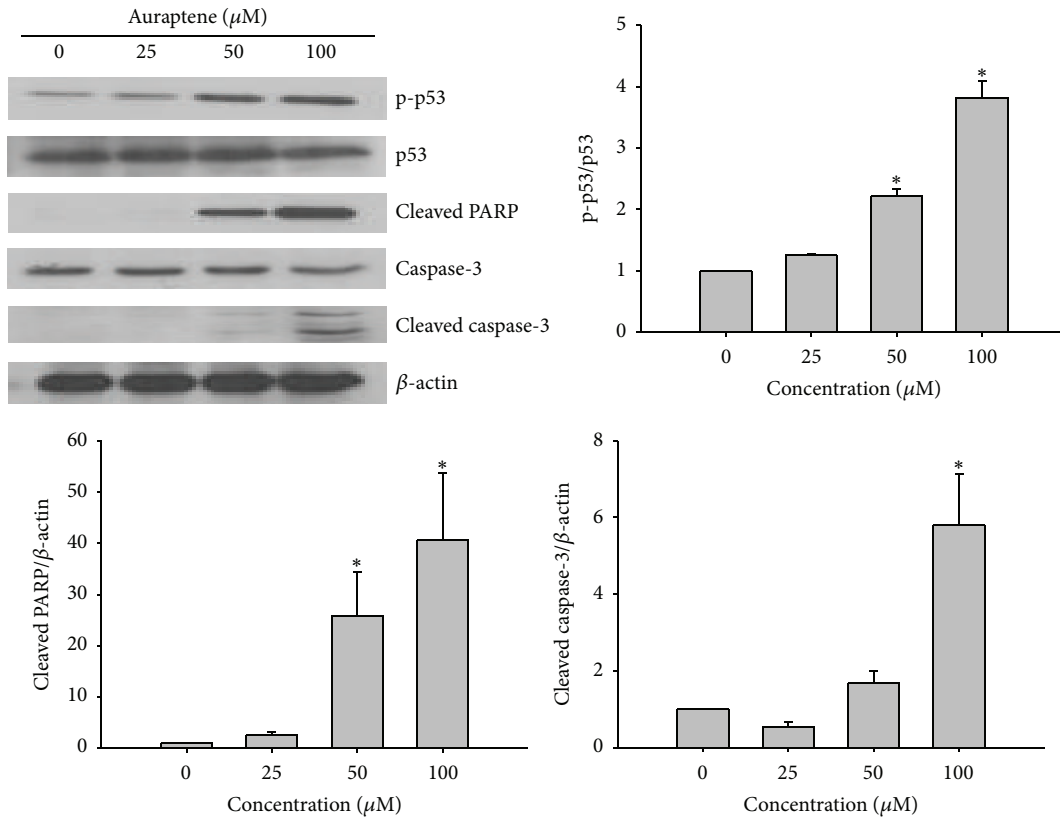 Auraptene (μM)
0 25 50 100
p-p53
p53
Cleaved PARP
Caspase-3
Cleaved caspase-3
β-actin
5
4
3
2
1
0
p-p53/p53
*
*
0 25 50 100
Concentration (μM)
60
50
40
30
20
10
0
Cleaved PARP/β-actin
*
*
0 25 50 100
Concentration (μM)
8
6
4
2
0
Cleaved caspase-3/β-actin
*
0 25 50 100
Concentration (μM)